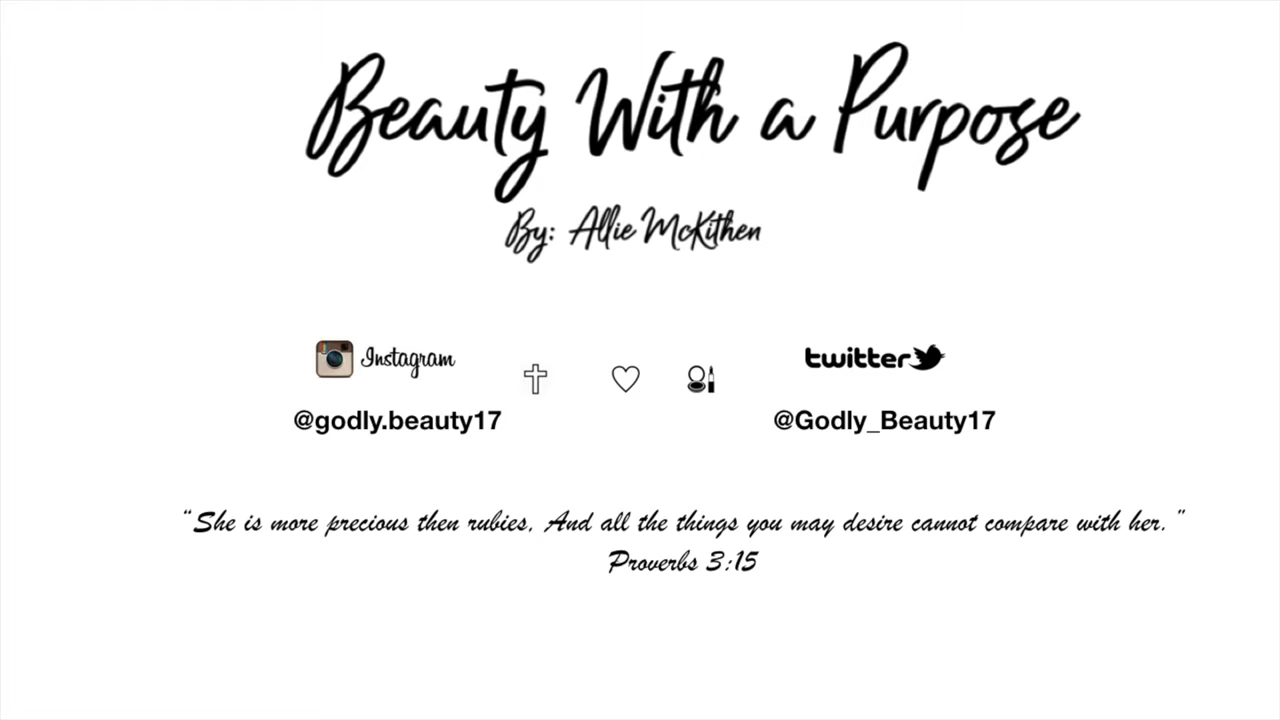 Beauty With a Purpose
By: Allie McKithen
Instagram
twitter
@godly.beauty17
@Godly_Beauty17
"She is more precious then rubies, And all the things you may desire cannot compare with her."
Proverbs 3:15